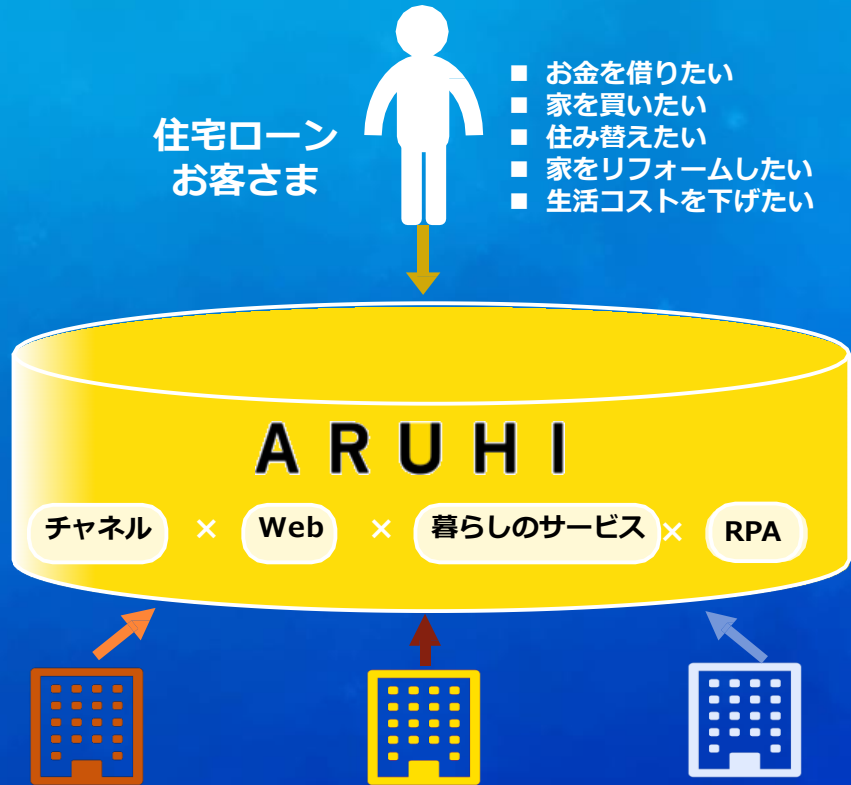 住宅ローン
お客さま
■ お金を借りたい
■ 家を買いたい
■ 住み替えたい
■ 家をリフォームしたい
■ 生活コストを下げたい
ARUHI
チャネル × Web × 暮らしのサービス × RPA